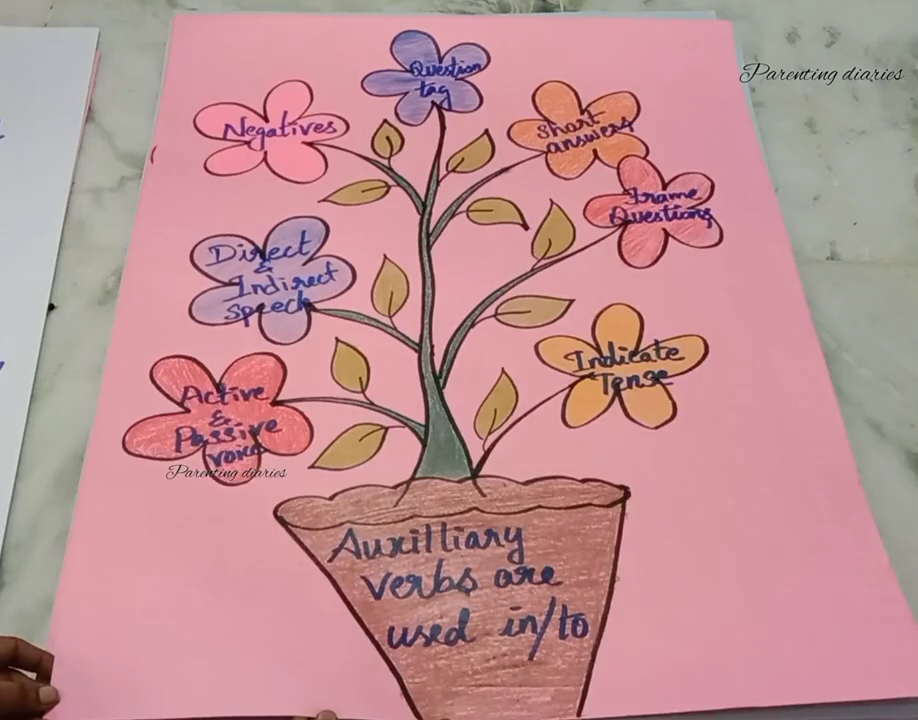 Parenting diaries
Question
tag
Negatives
Short
answers
Frame
Questions
Direct
&
Indirect
speech
Indicate
Tense
Active
&
Passive
voice
Parenting diaries
Auxilliary
verbs are
used in/to